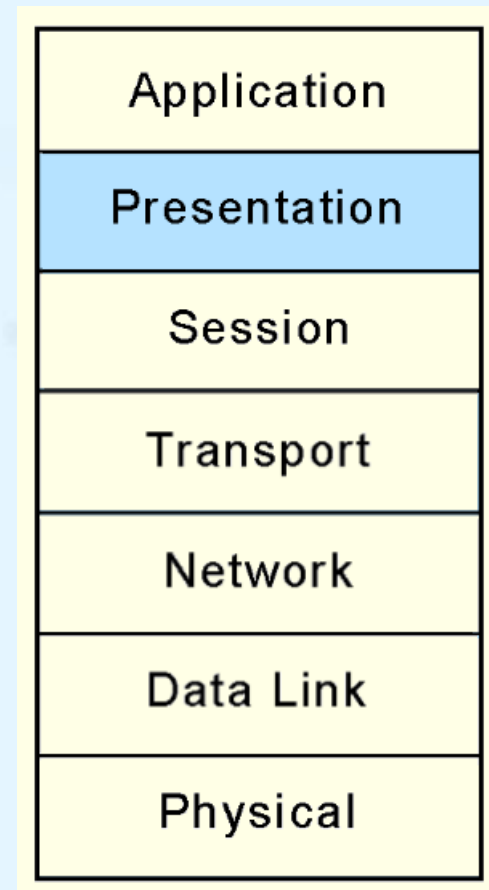 Application
Presentation
Session
Transport
Network
Data Link
Physical